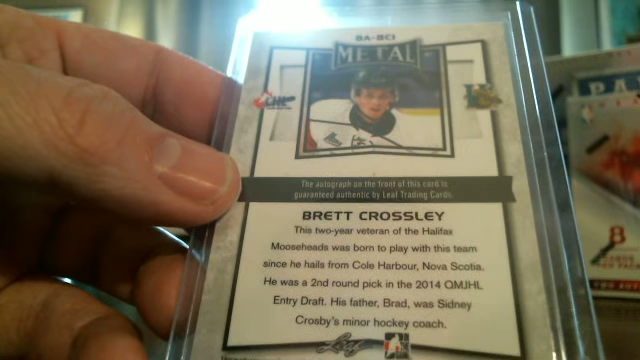 BA-BC1
METAL
CHL
The autograph on the front of this card is
guaranteed authentic by Leaf Trading Cards.
BRETT CROSSLEY
This two-year veteran of the Halifax
Mooseheads was born to play with this team
since he hails from Cole Harbour, Nova Scotia.
He was a 2nd round pick in the 2014 QMJHL
Entry Draft. His father, Brad, was Sidney
Crosby's minor hockey coach.
Leaf
8